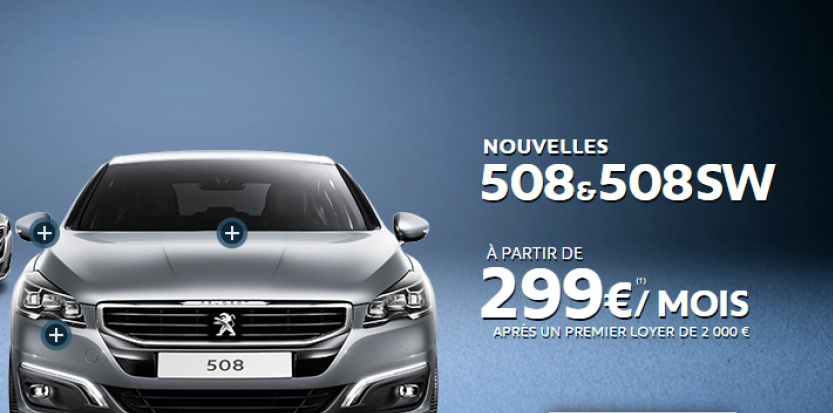 NOUVELLES
508&508SW
À PARTIR DE
299€/MOIS(1)
APRÈS UN PREMIER LOYER DE 2 000 €
508